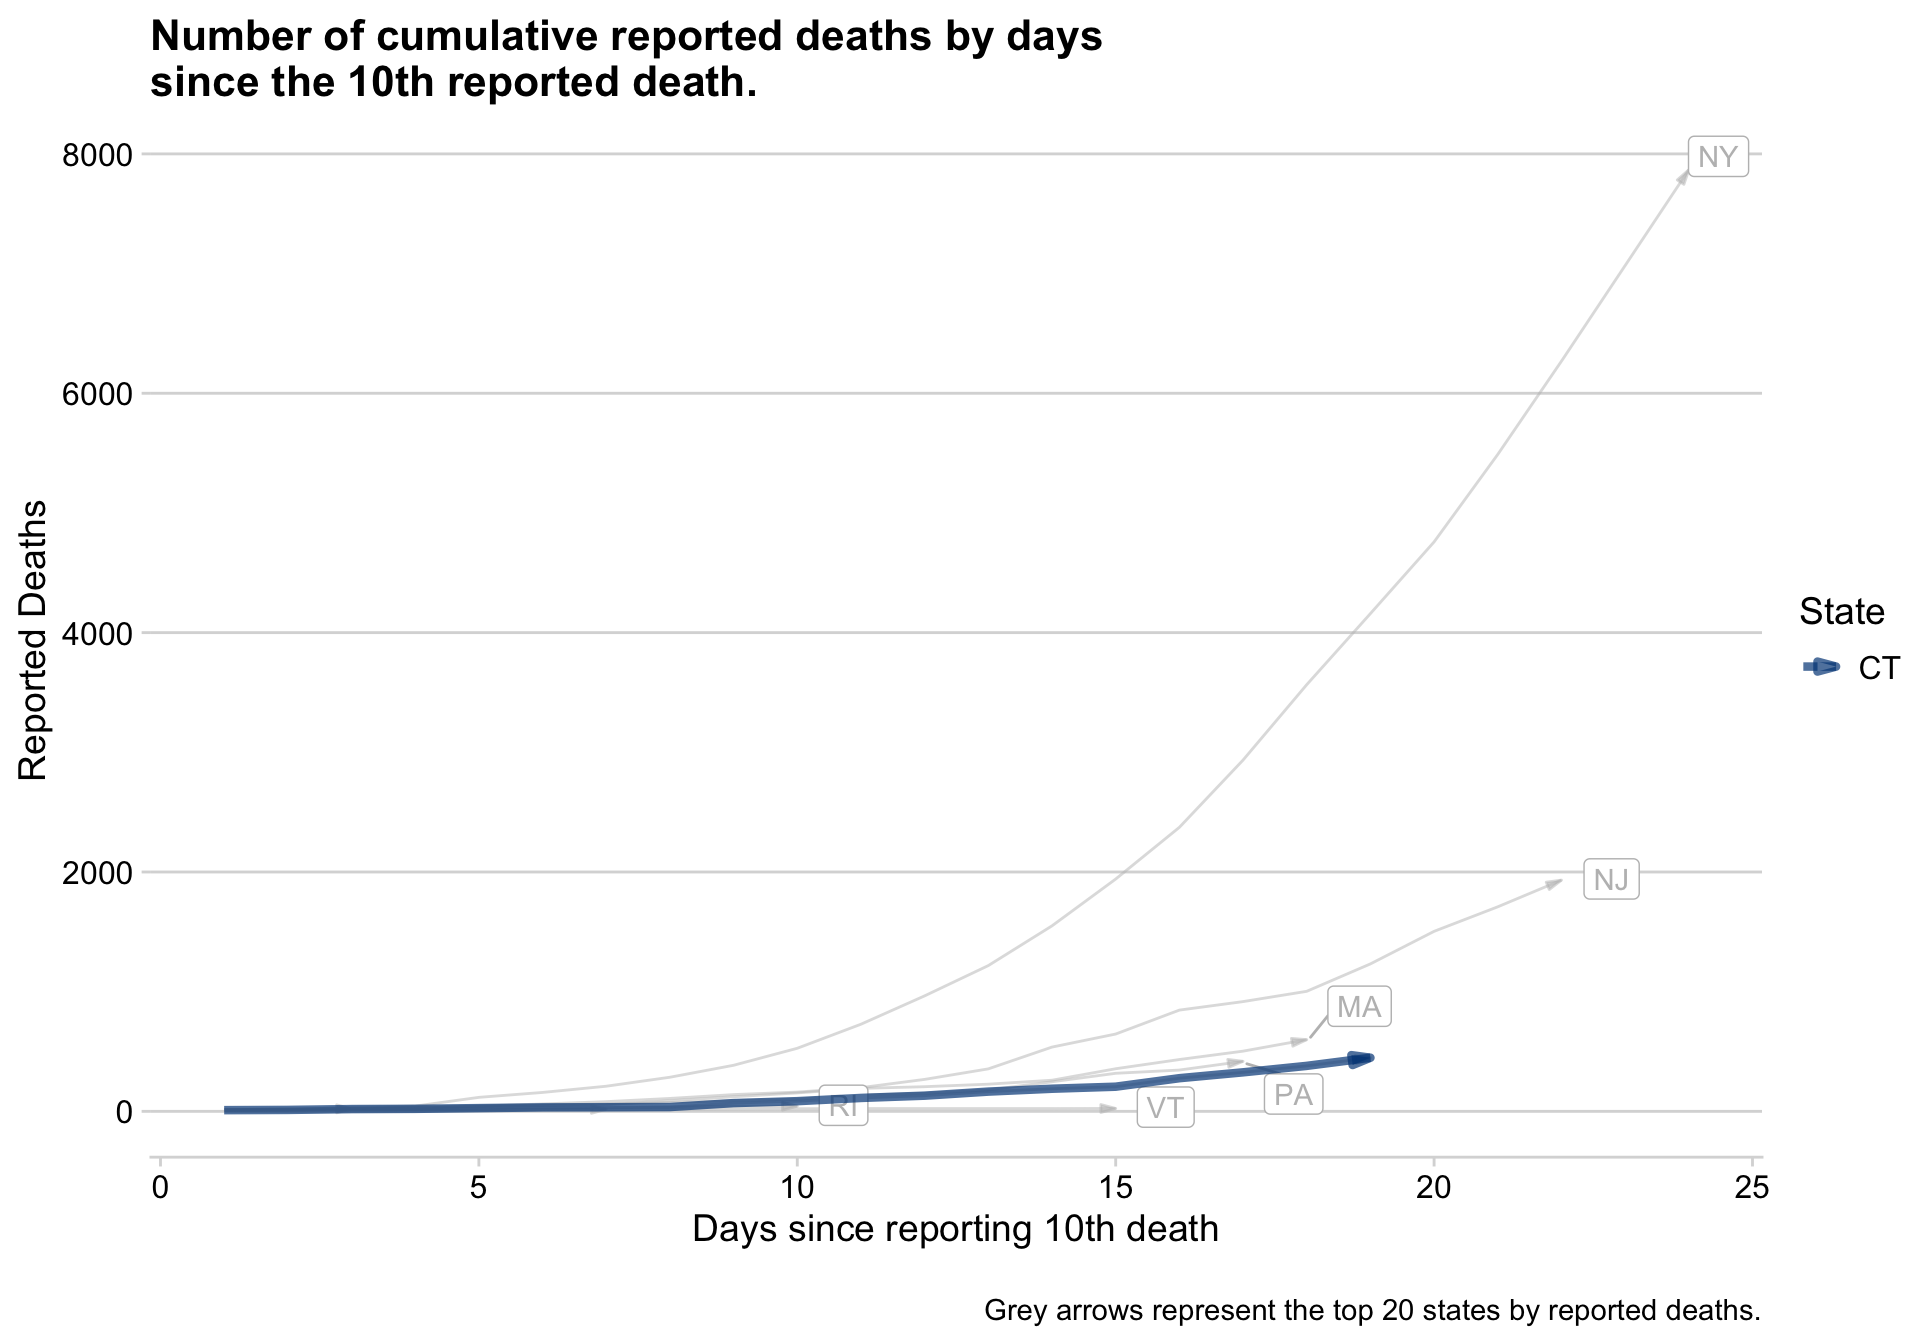 Number of cumulative reported deaths by days
since the 10th reported death.
8000
6000
4000
2000
0
Reported Deaths
NY
NJ
MA
PA
VT
RI
State
CT
0
5
10
15
20
25
Days since reporting 10th death
Grey arrows represent the top 20 states by reported deaths.